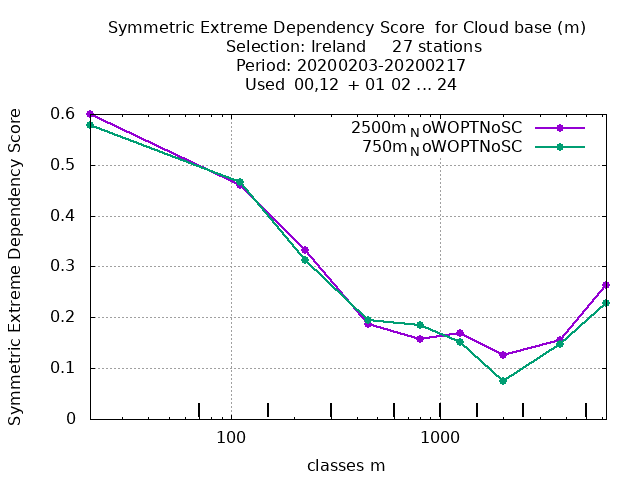 Symmetric Extreme Dependency Score for Cloud base (m)
Selection: Ireland 27 stations
Period: 20200203-20200217
Used 00,12 + 01 02 ... 24
Symmetric Extreme Dependency Score
0.6
0.5
0.4
0.3
0.2
0.1
0
2500m_NoWOPTNoSC
750m_NoWOPTNoSC
100 1000
classes m